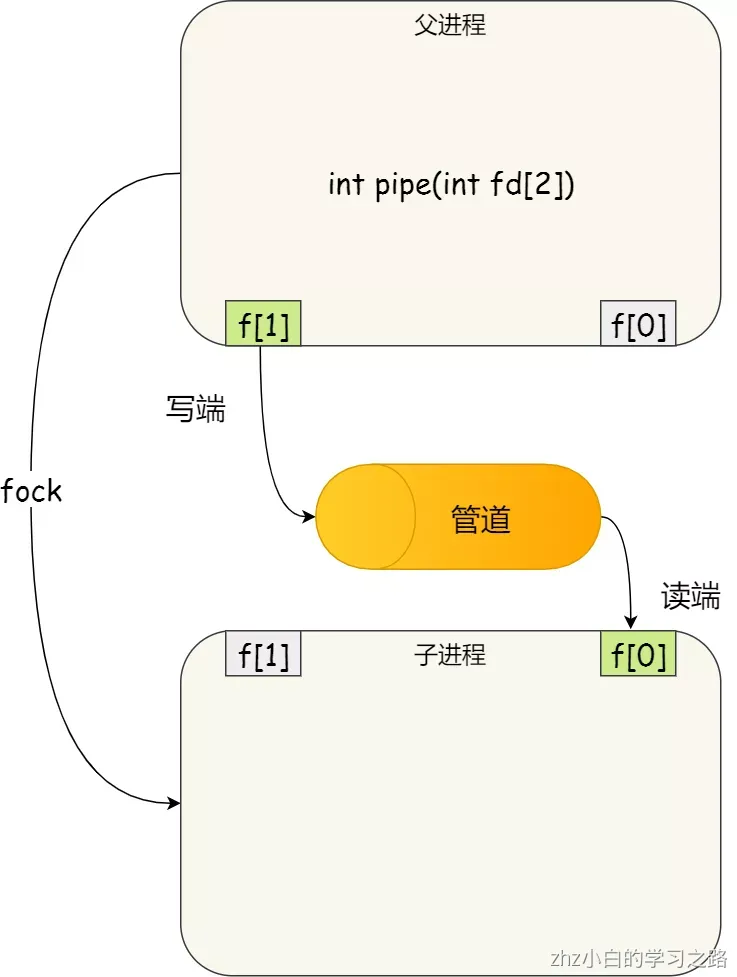 父进程
int pipe(int fd[2])
f[1]
f[0]
写端
fock
管道
读端
f[1]
子进程
f[0]
zhz小白的学习之路